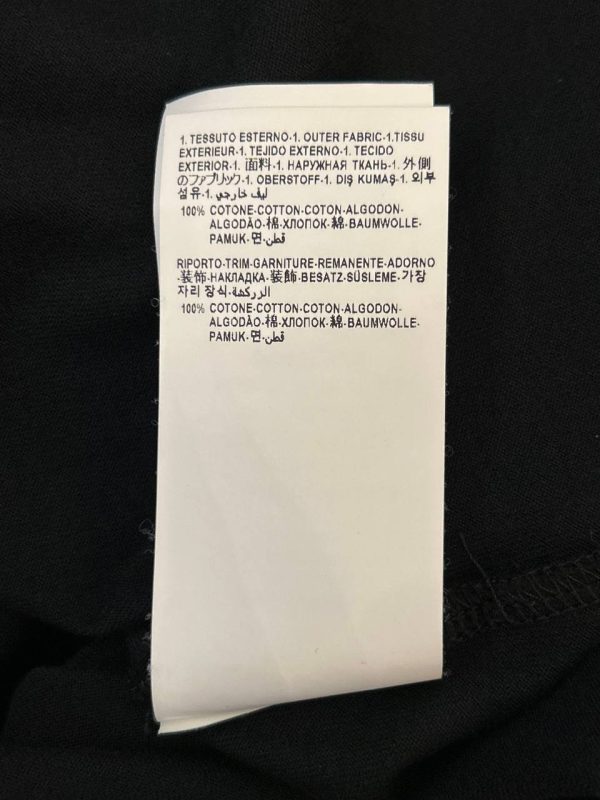 1. TESSUTO ESTERNO-1. OUTER FABRIC-1.TISSU
EXTERIEUR-1. TEJIDO EXTERNO-1. TECIDO
EXTERIOR-1. 面料-1. НАРУЖНАЯ ТКАНЬ-1. 外側
のファブリック-1. OBERSTOFF-1. DIŞ KUMAŞ-1. 외부
섬유-1. ليف خارجي
100% COTONE-COTTON-COTON-ALGODON-
ALGODÃO-棉-ХЛОПОК-綿-BAUMWOLLE-
PAMUK-면-قطن
RIPORTO-TRIM-GARNITURE-REMANENTE-ADORNO
-装饰-НАКЛАДКА-装飾-BESATZ-SÜSLEME-가장
자리 장식-الزركشة
100% COTONE-COTTON-COTON-ALGODON-
ALGODÃO-棉-ХЛОПОК-綿-BAUMWOLLE-
PAMUK-면-قطن